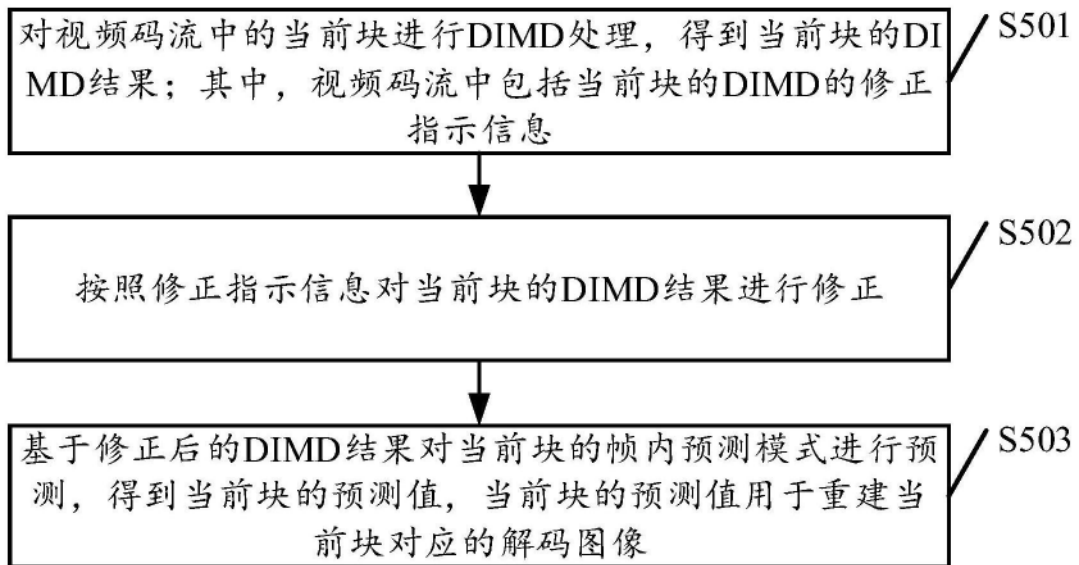 对视频码流中的当前块进行DIMD处理，得到当前块的DI
MD结果；其中，视频码流中包括当前块的DIMD的修正
指示信息
S501
按照修正指示信息对当前块的DIMD结果进行修正
S502
基于修正后的DIMD结果对当前块的帧内预测模式进行预
测，得到当前块的预测值，当前块的预测值用于重建当
前块对应的解码图像
S503